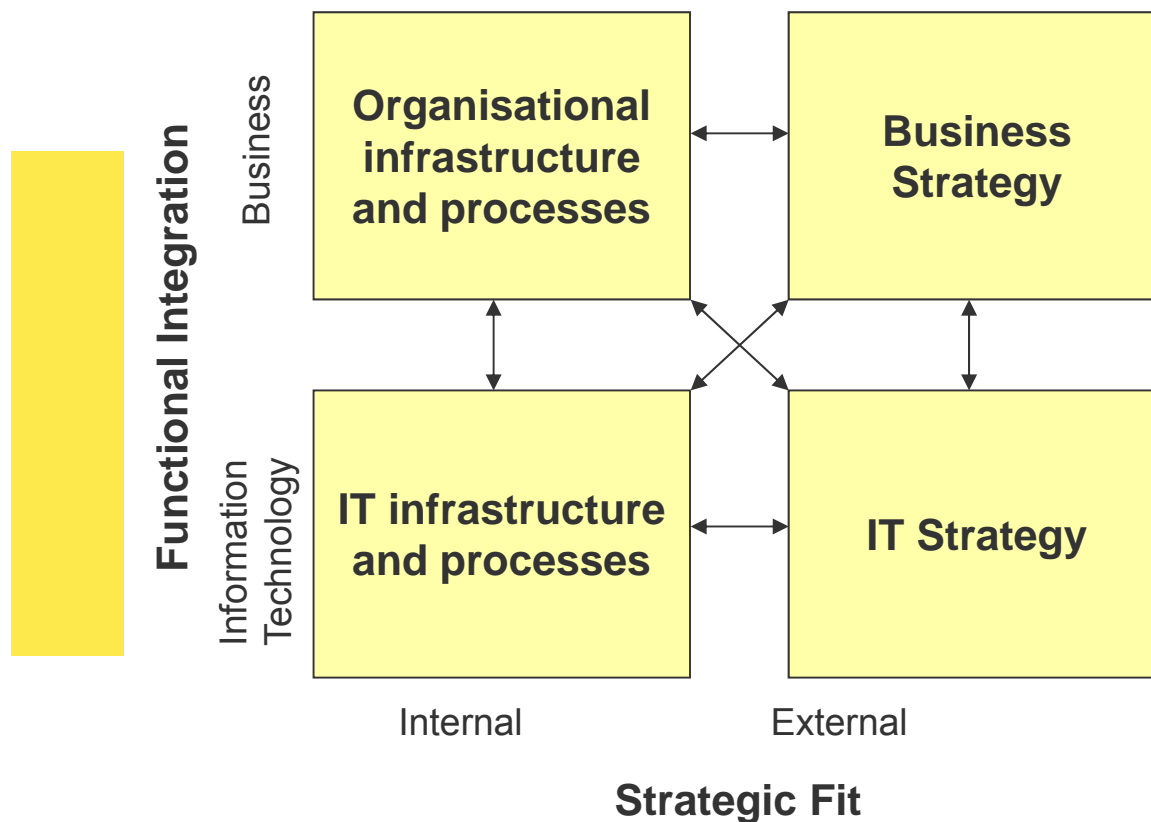 Functional Integration
Business
Information
Technology
Organisational
infrastructure
and processes
Business
Strategy
IT infrastructure
and processes
IT Strategy
Internal
External
Strategic Fit